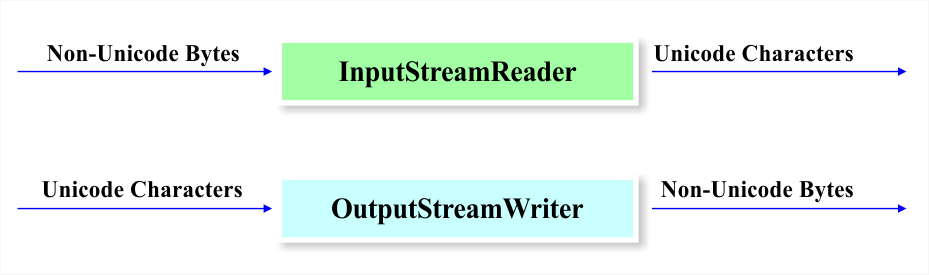 Non-Unicode Bytes
InputStreamReader
Unicode Characters
Unicode Characters
OutputStreamWriter
Non-Unicode Bytes